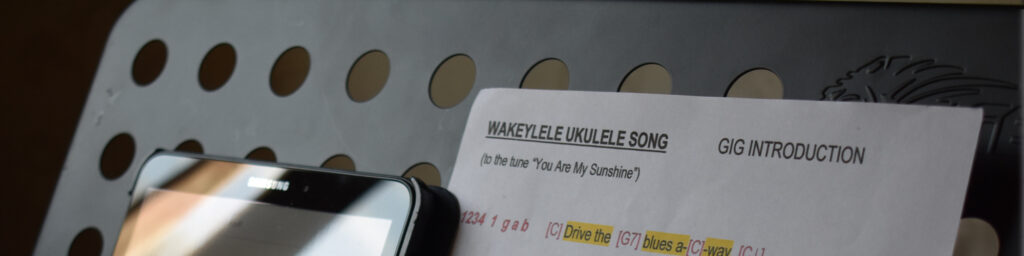 WAKEYLELE UKULELE SONG
GIG INTRODUCTION
(to the tune "You Are My Sunshine")
SAMSUNG
1234 1 g a b [C] Drive the [G7] blues a-[C]-way [C↓]